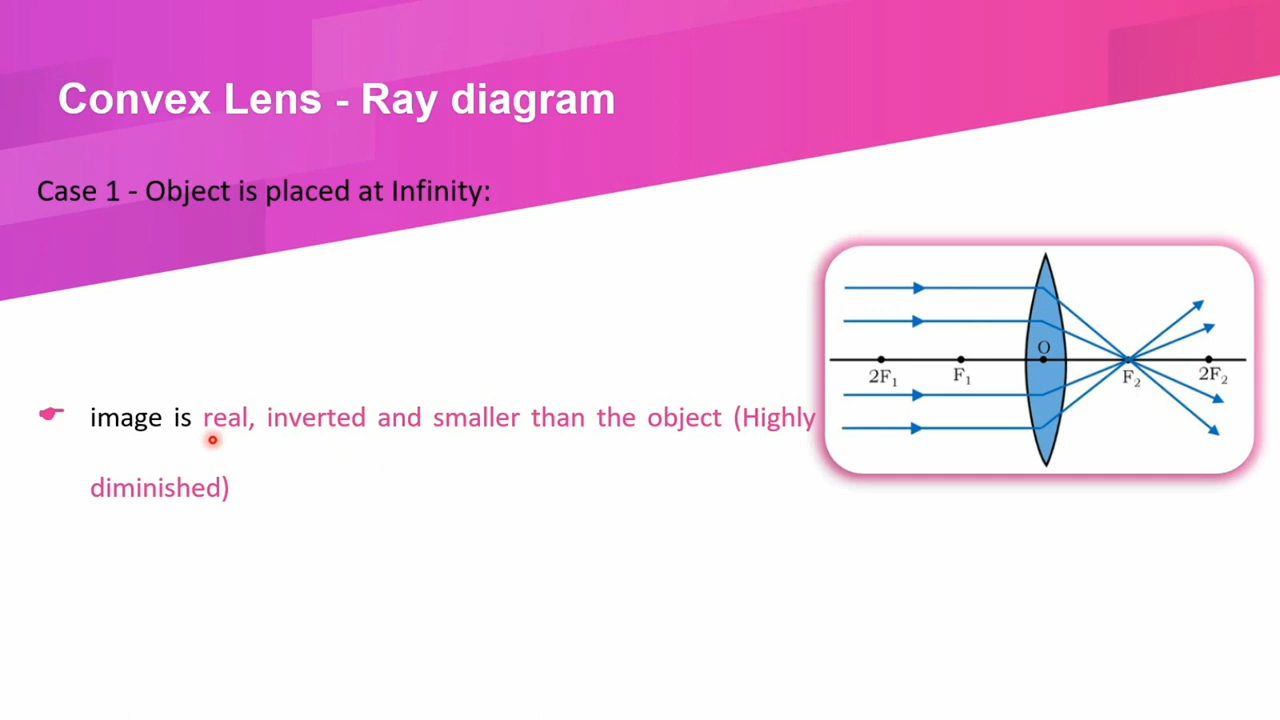 Convex Lens - Ray diagram
Case 1 - Object is placed at Infinity:
image is real, inverted and smaller than the object (Highly
diminished)
O
2F₁ F₁ F₂ 2F₂